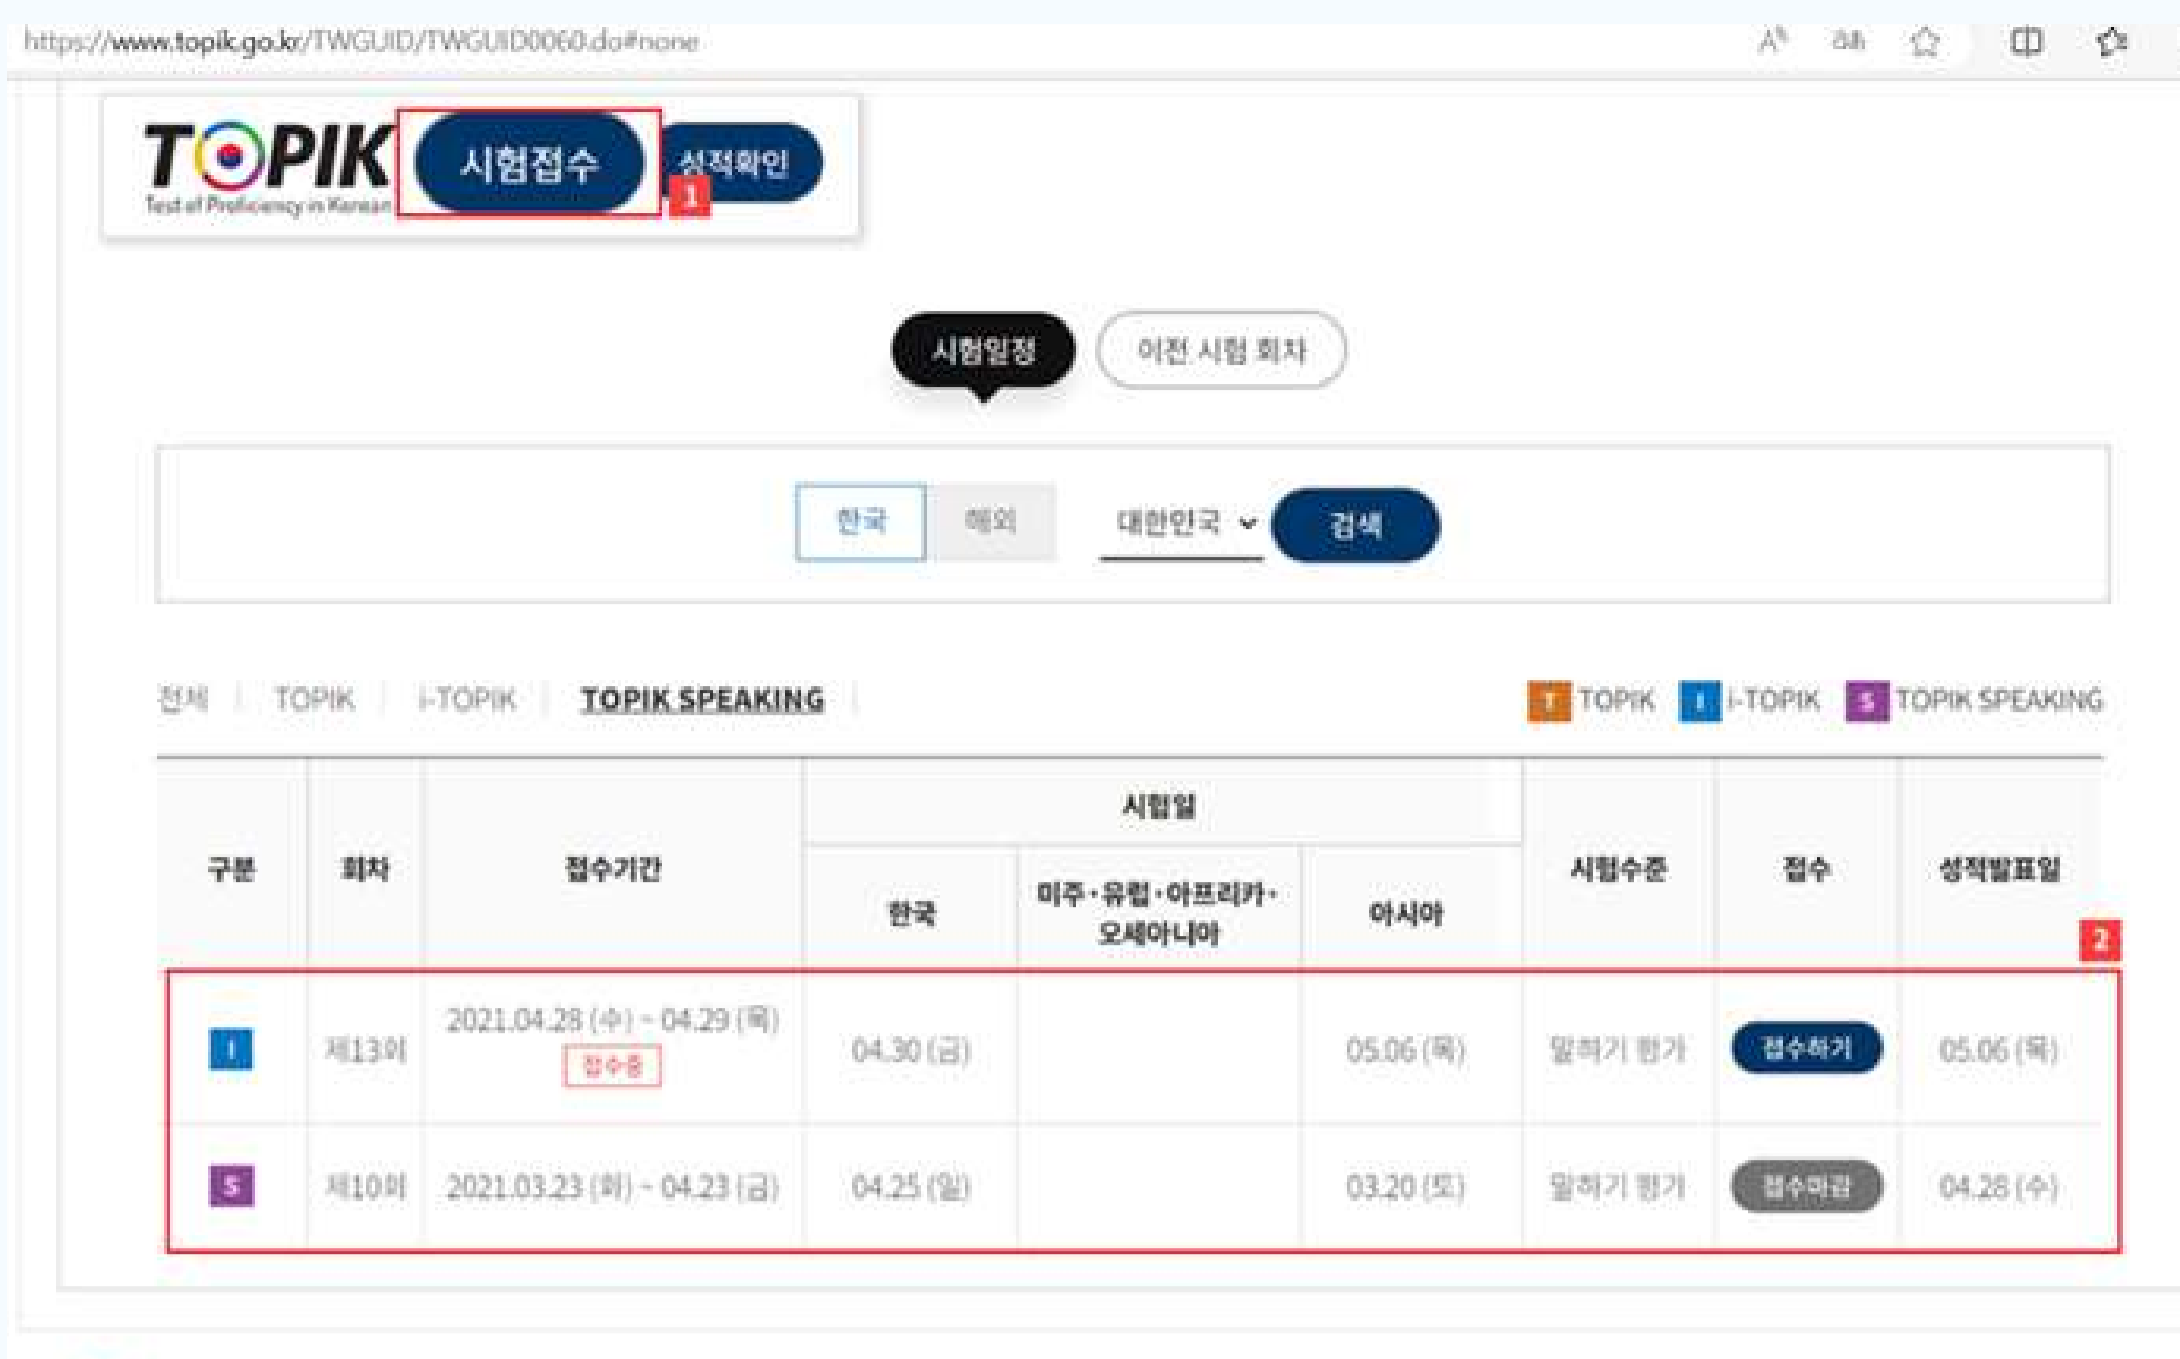 https://www.topik.go.kr/TWGUID/TWGUID0060.do#none
TOPIK 시험접수 성적확인
Test of Proficiency in Korean
1
시험일정 이전 시험 회차
한국 해외 대한민국 검색
전체 TOPIK i-TOPIK TOPIK SPEAKING T TOPIK I i-TOPIK S TOPIK SPEAKING
구분 회차 접수기간 시험일 시험수준 접수 성적발표일
한국 미주·유럽·아프리카·오세아니아 아시아
2
I 제13회 2021.04.28 (수) ~ 04.29 (목) 04.30 (금) 05.06 (목) 말하기 평가 접수하기 05.06 (목)
접수중
S 제10회 2021.03.23 (화) ~ 04.23 (금) 04.25 (일) 03.20 (토) 말하기 평가 접수마감 04.28 (수)